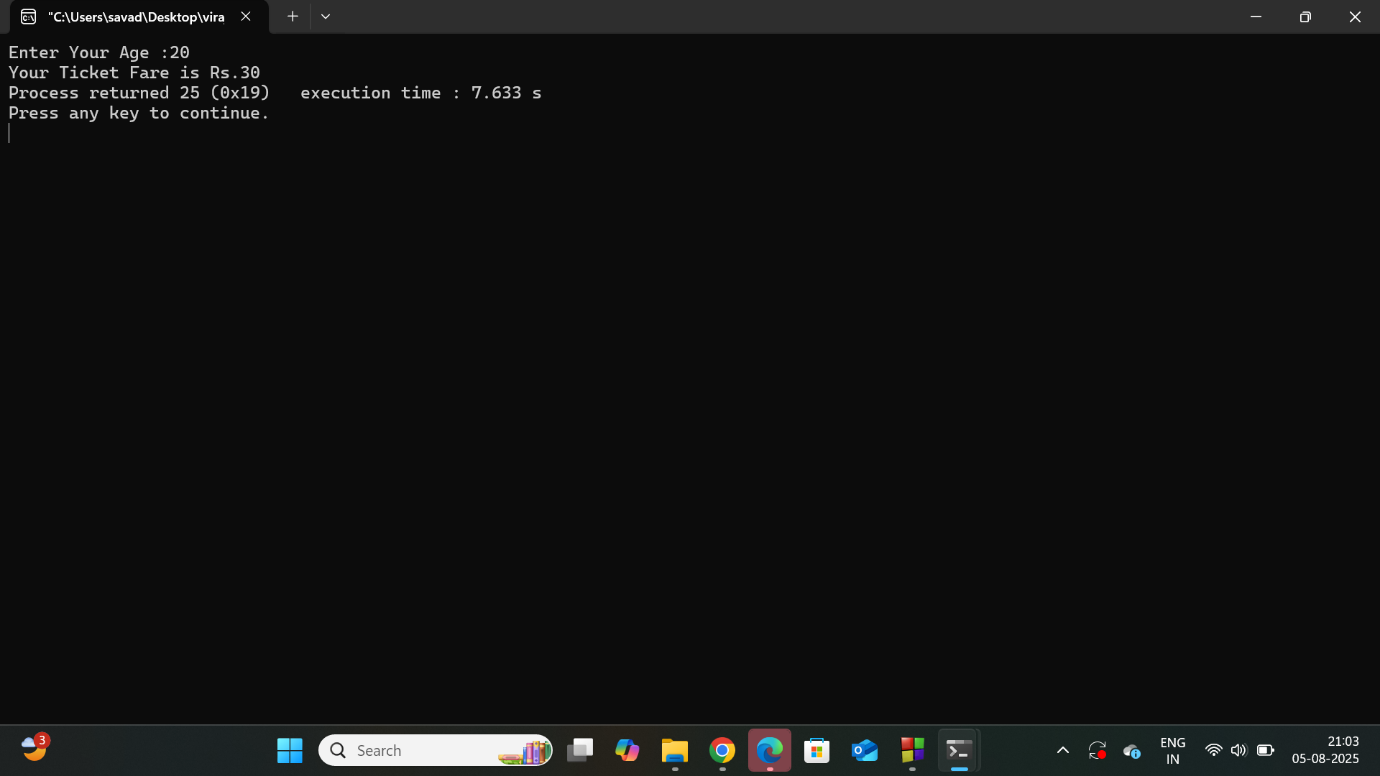 "C:\Users\savad\Desktop\vira
Enter Your Age :20
Your Ticket Fare is Rs.30
Process returned 25 (0x19)   execution time : 7.633 s
Press any key to continue.
3
Search
ENG
IN
21:03
05-08-2025